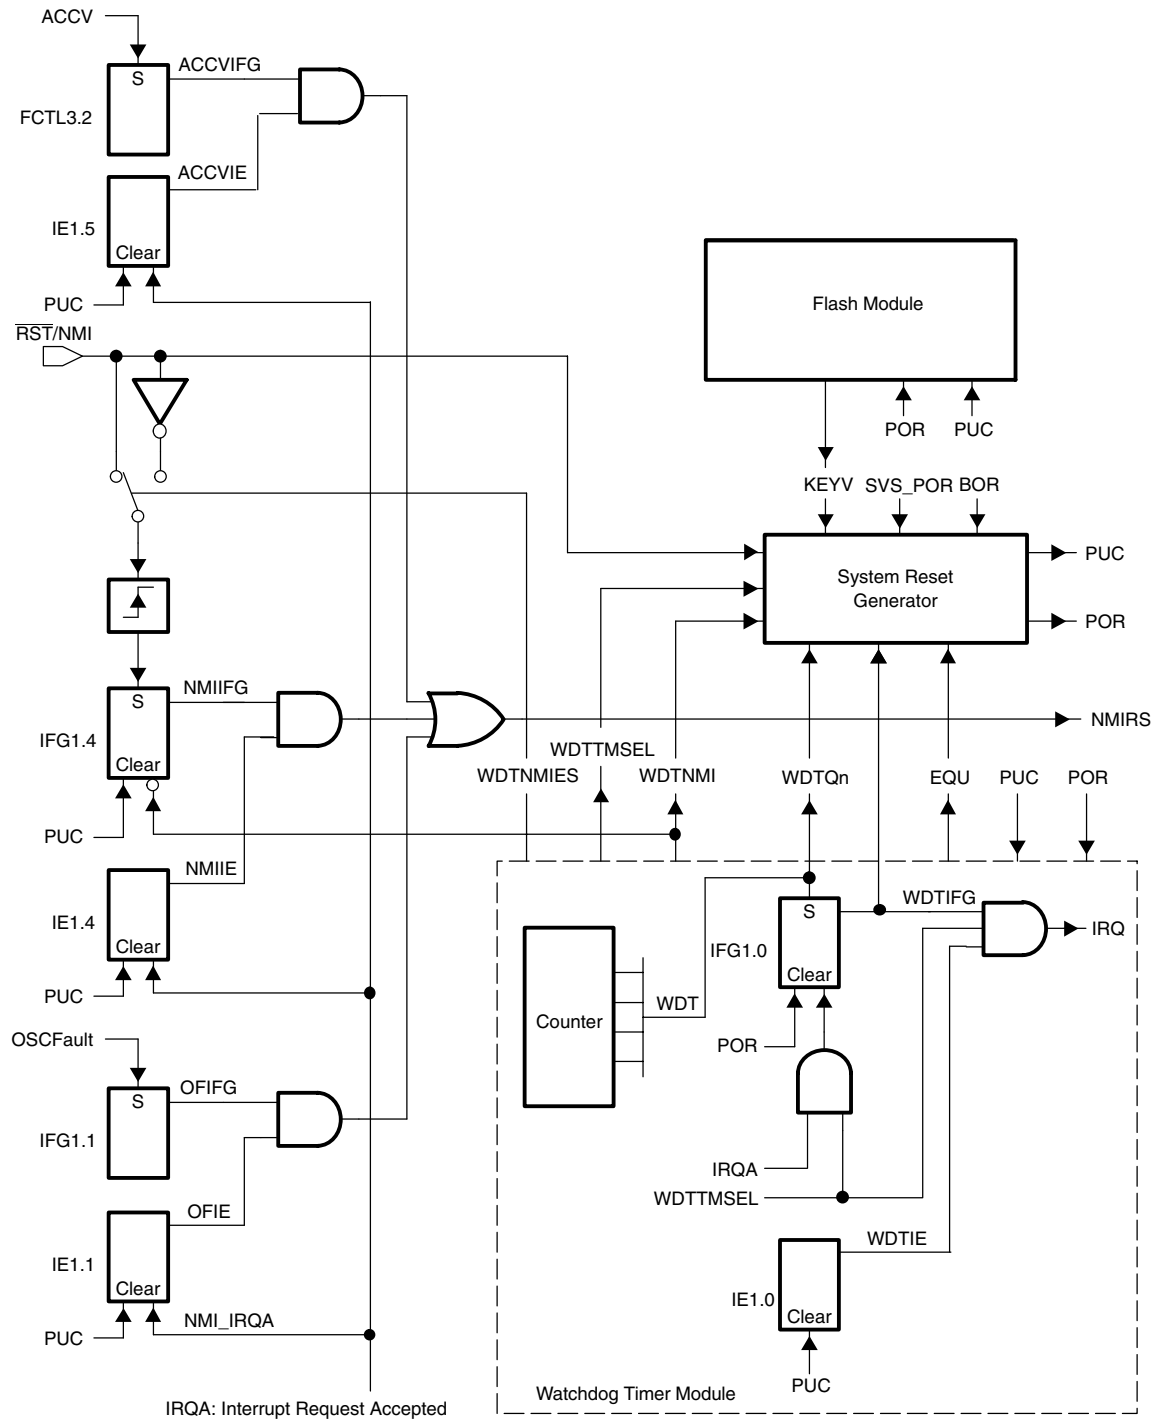 ACCV
S
ACCVIFG
FCTL3.2
ACCVIE
IE1.5
Clear
PUC
RST/NMI
Flash Module
POR
PUC
KEYV
SVS_POR
BOR
System Reset
Generator
PUC
POR
S
NMIIFG
IFG1.4
Clear
NMIRS
WDTTMSEL
WDTNMIES
WDTNMI
WDTQn
EQU
PUC
POR
PUC
NMIIE
IE1.4
Clear
PUC
S
WDTIFG
IRQ
IFG1.0
Clear
Counter
WDT
POR
OSCFault
S
OFIFG
IFG1.1
IRQA
WDTTMSEL
OFIE
IE1.1
Clear
WDTIE
IE1.0
Clear
NMI_IRQA
PUC
PUC
Watchdog Timer Module
IRQA: Interrupt Request Accepted